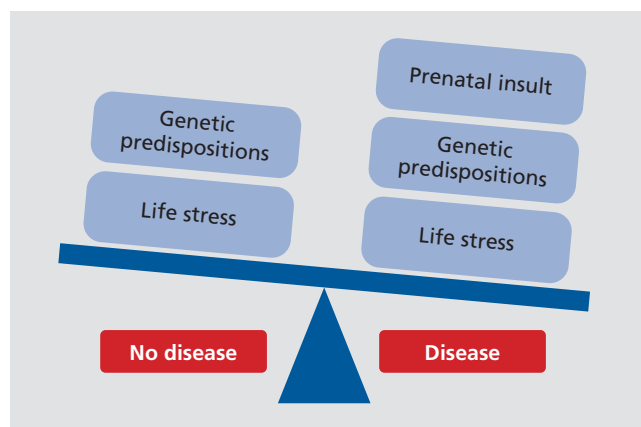 Prenatal insult
Genetic
predispositions
Genetic
predispositions
Life stress
Life stress
No disease
Disease